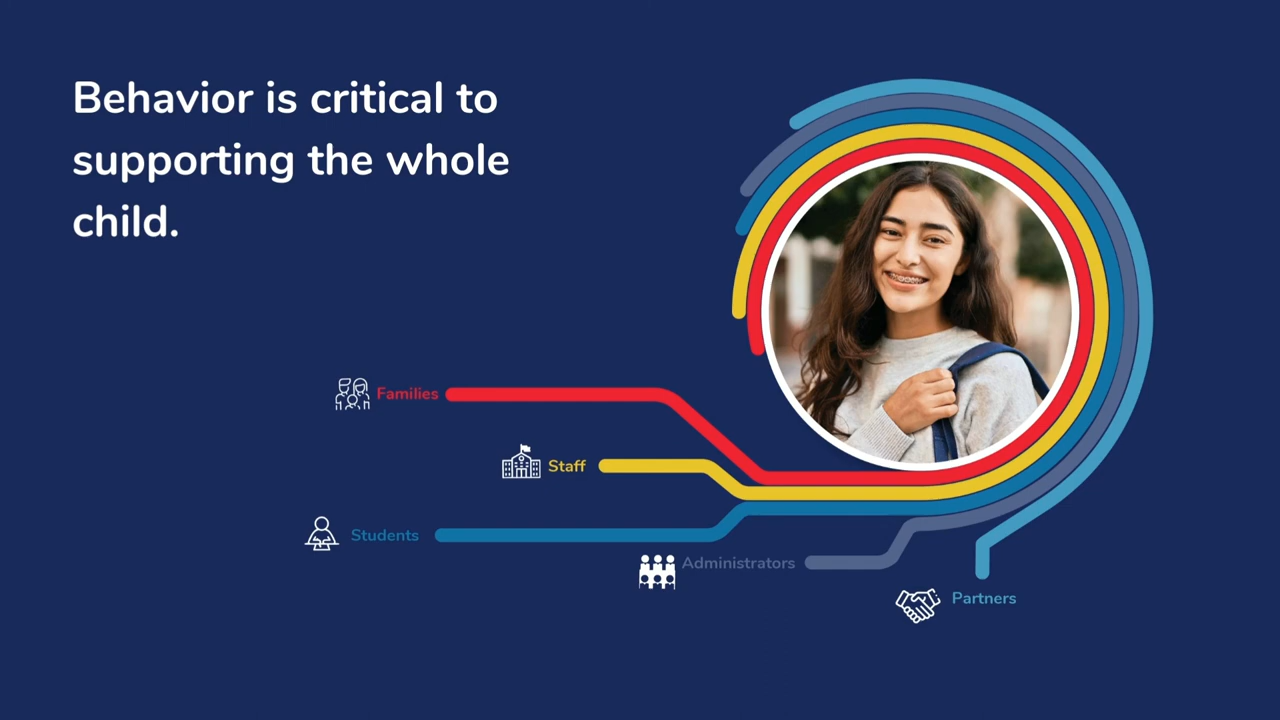 Behavior is critical to
supporting the whole
child.
Families
Staff
Students
Administrators
Partners